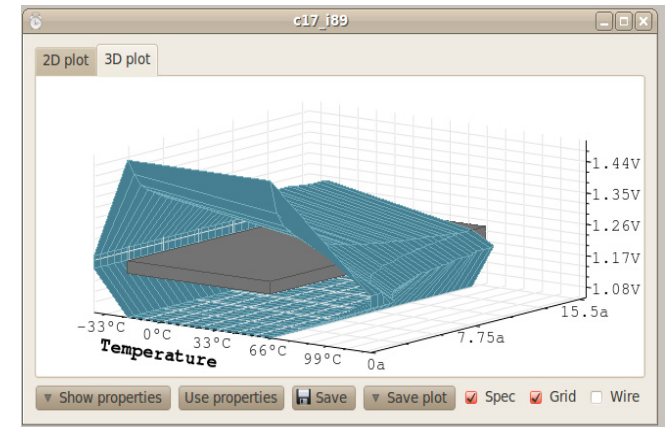 c17_i89
2D plot 3D plot
1.44V
1.35V
1.26V
1.17V
1.08V
15.5a
7.75a
0a
-33°C 0°C 33°C 66°C 99°C
Temperature
Show properties Use properties Save Save plot Spec Grid Wire